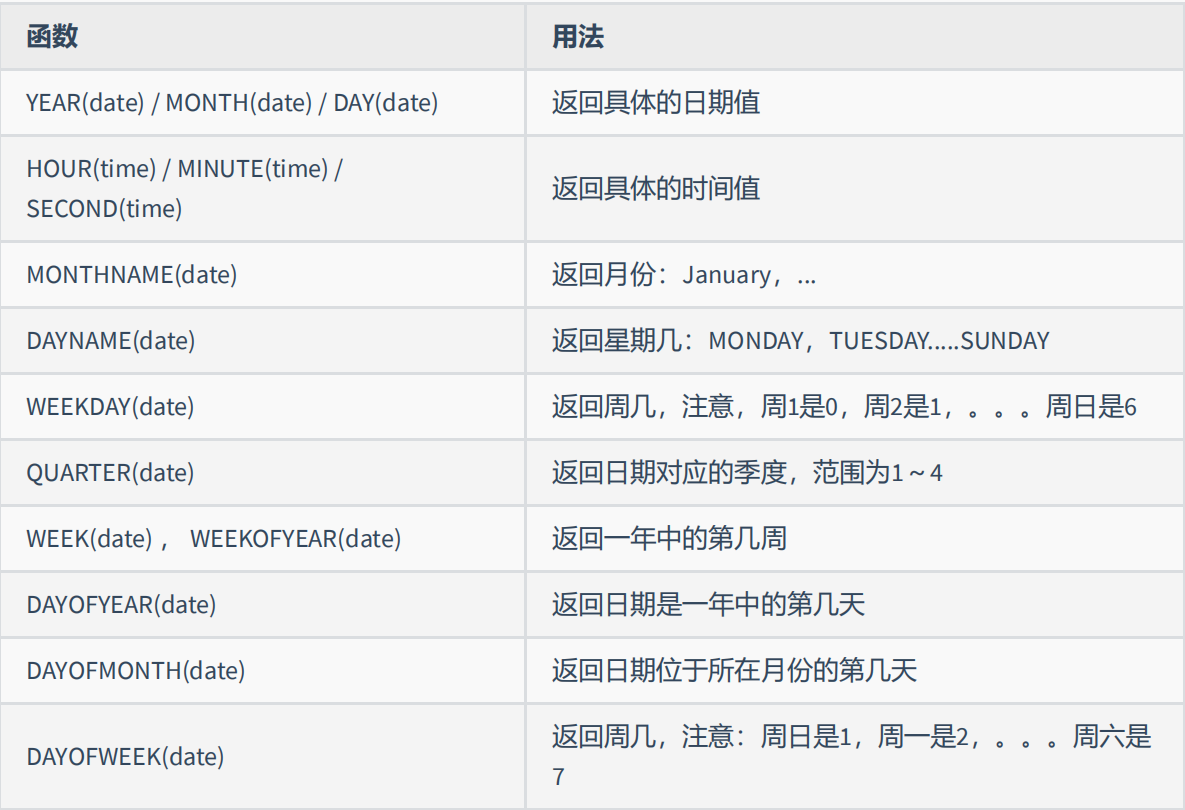 函数
用法
YEAR(date) / MONTH(date) / DAY(date)
返回具体的日期值
HOUR(time) / MINUTE(time) /
SECOND(time)
返回具体的时间值
MONTHNAME(date)
返回月份：January，...
DAYNAME(date)
返回星期几：MONDAY，TUESDAY.....SUNDAY
WEEKDAY(date)
返回周几，注意，周1是0，周2是1，。。。周日是6
QUARTER(date)
返回日期对应的季度，范围为1～4
WEEK(date) ， WEEKOFYEAR(date)
返回一年中的第几周
DAYOFYEAR(date)
返回日期是一年中的第几天
DAYOFMONTH(date)
返回日期位于所在月份的第几天
DAYOFWEEK(date)
返回周几，注意：周日是1，周一是2，。。。周六是
7